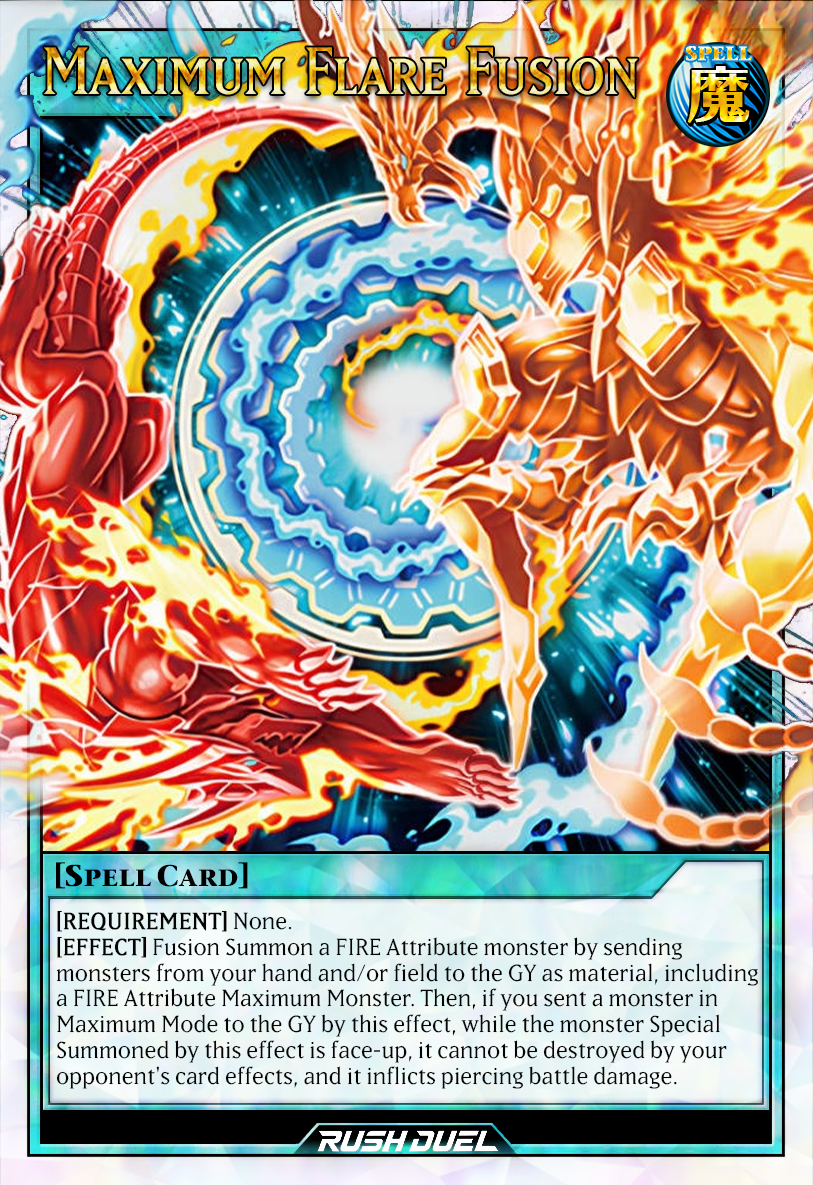 Maximum Flare Fusion
SPELL
魔
[Spell Card]
[REQUIREMENT] None.
[EFFECT] Fusion Summon a FIRE Attribute monster by sending
monsters from your hand and/or field to the GY as material, including
a FIRE Attribute Maximum Monster. Then, if you sent a monster in
Maximum Mode to the GY by this effect, while the monster Special
Summoned by this effect is face-up, it cannot be destroyed by your
opponent's card effects, and it inflicts piercing battle damage.
RUSH DUEL